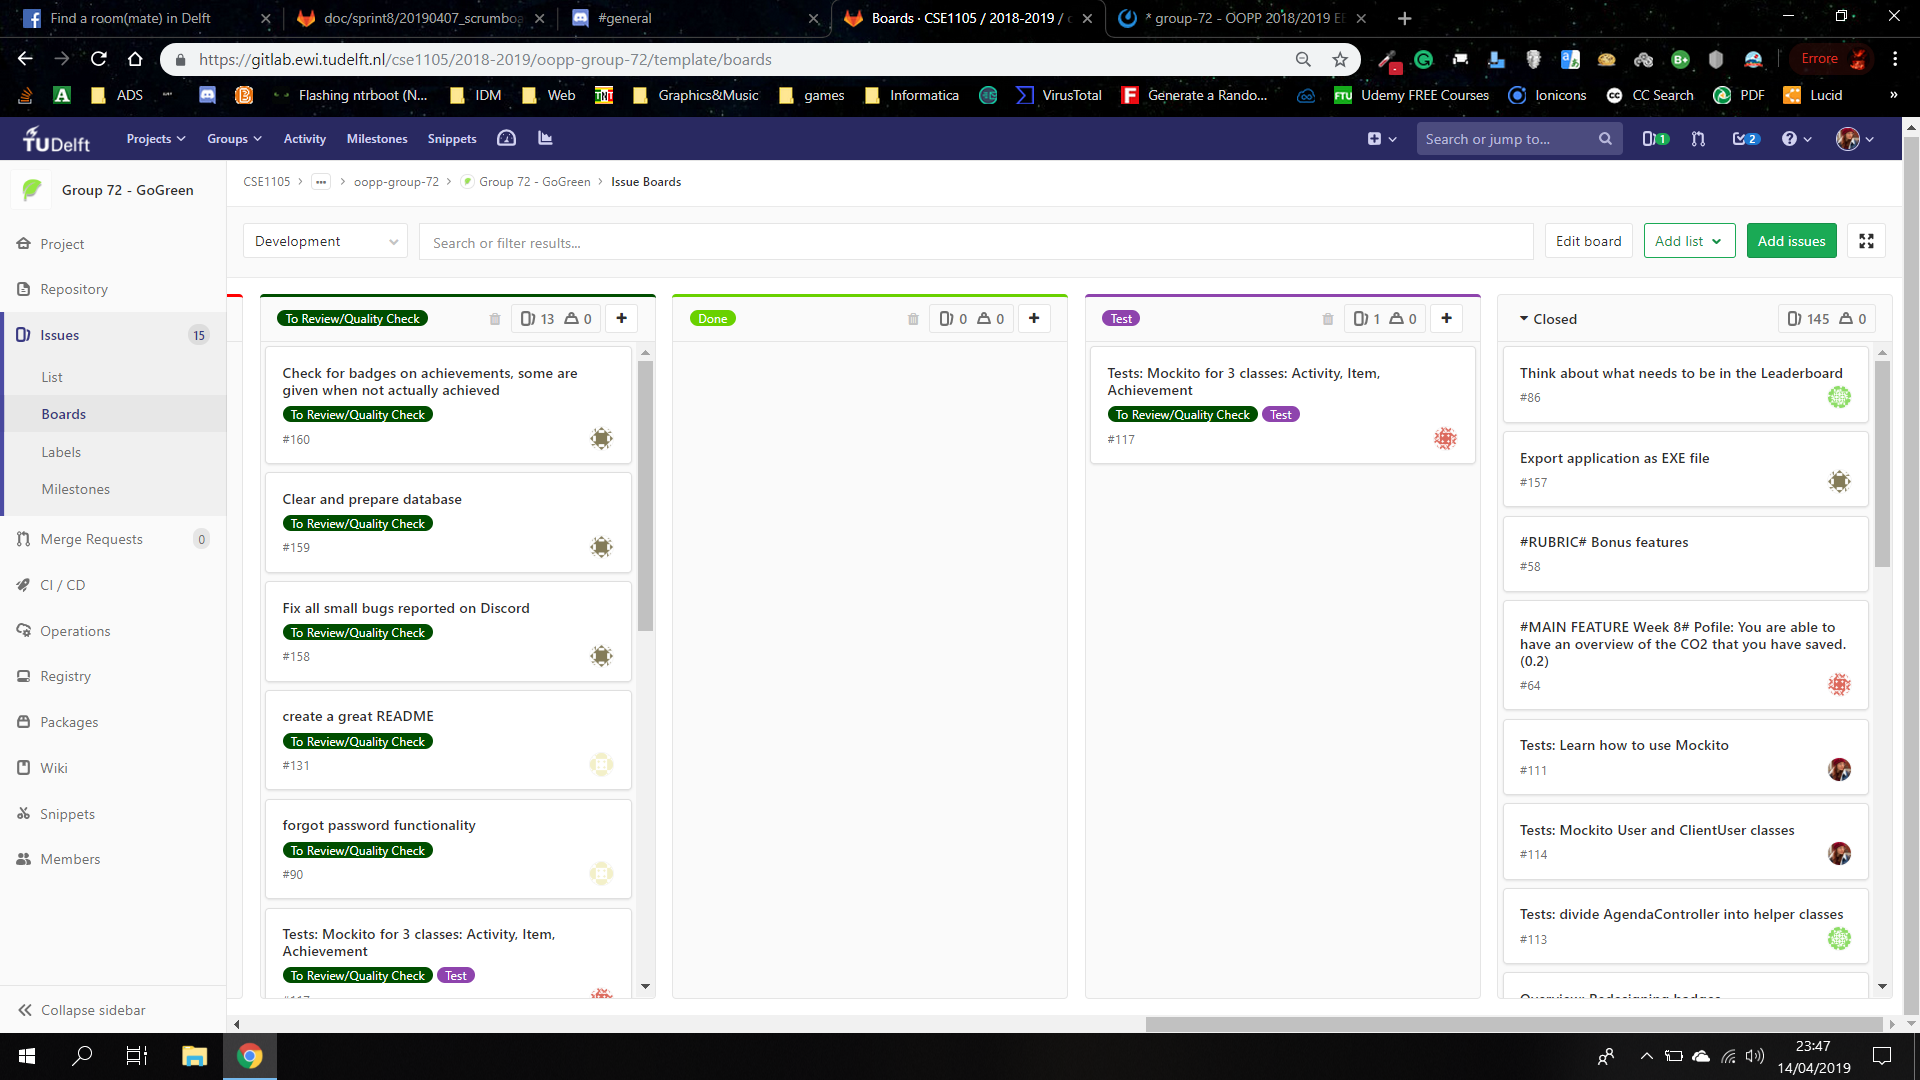 Find a room(mate) in Delft
doc/sprint8/20190407_scrumboa
#general
Boards · CSE1105 / 2018-2019 / o
* group-72 - OOPP 2018/2019 EE
https://gitlab.ewi.tudelft.nl/cse1105/2018-2019/oopp-group-72/template/boards
Errore
ADS
Flashing ntrboot (N...
IDM
Web
TNT
Graphics&Music
games
Informatica
VirusTotal
Generate a Rando...
FTU
Udemy FREE Courses
Ionicons
CC Search
PDF
Lucid
»
TUDelft
Projects
Groups
Activity
Milestones
Snippets
Search or jump to...
1
2
Group 72 - GoGreen
CSE1105 > ... > oopp-group-72 > Group 72 - GoGreen > Issue Boards
Project
Repository
Issues 15
List
Boards
Labels
Milestones
Merge Requests 0
CI / CD
Operations
Registry
Packages
Wiki
Snippets
Members
Collapse sidebar
Development
Search or filter results...
Edit board
Add list
Add issues
To Review/Quality Check 13 0 +
Check for badges on achievements, some are
given when not actually achieved
To Review/Quality Check
#160
Clear and prepare database
To Review/Quality Check
#159
Fix all small bugs reported on Discord
To Review/Quality Check
#158
create a great README
To Review/Quality Check
#131
forgot password functionality
To Review/Quality Check
#90
Tests: Mockito for 3 classes: Activity, Item,
Achievement
To Review/Quality Check Test
#117
Done 0 0 +
Test 1 0 +
Tests: Mockito for 3 classes: Activity, Item,
Achievement
To Review/Quality Check Test
#117
Closed 145 0
Think about what needs to be in the Leaderboard
#86
Export application as EXE file
#157
#RUBRIC# Bonus features
#58
#MAIN FEATURE Week 8# Pofile: You are able to
have an overview of the CO2 that you have saved.
(0.2)
#64
Tests: Learn how to use Mockito
#111
Tests: Mockito User and ClientUser classes
#114
Tests: divide AgendaController into helper classes
#113
Overview: Redesigning badges
23:47
14/04/2019